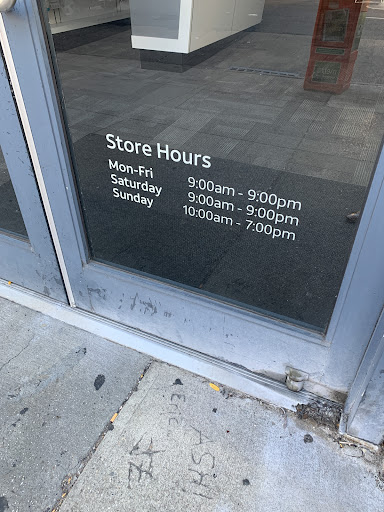 Store Hours
Mon-Fri 9:00am - 9:00pm
Saturday 9:00am - 9:00pm
Sunday 10:00am - 7:00pm